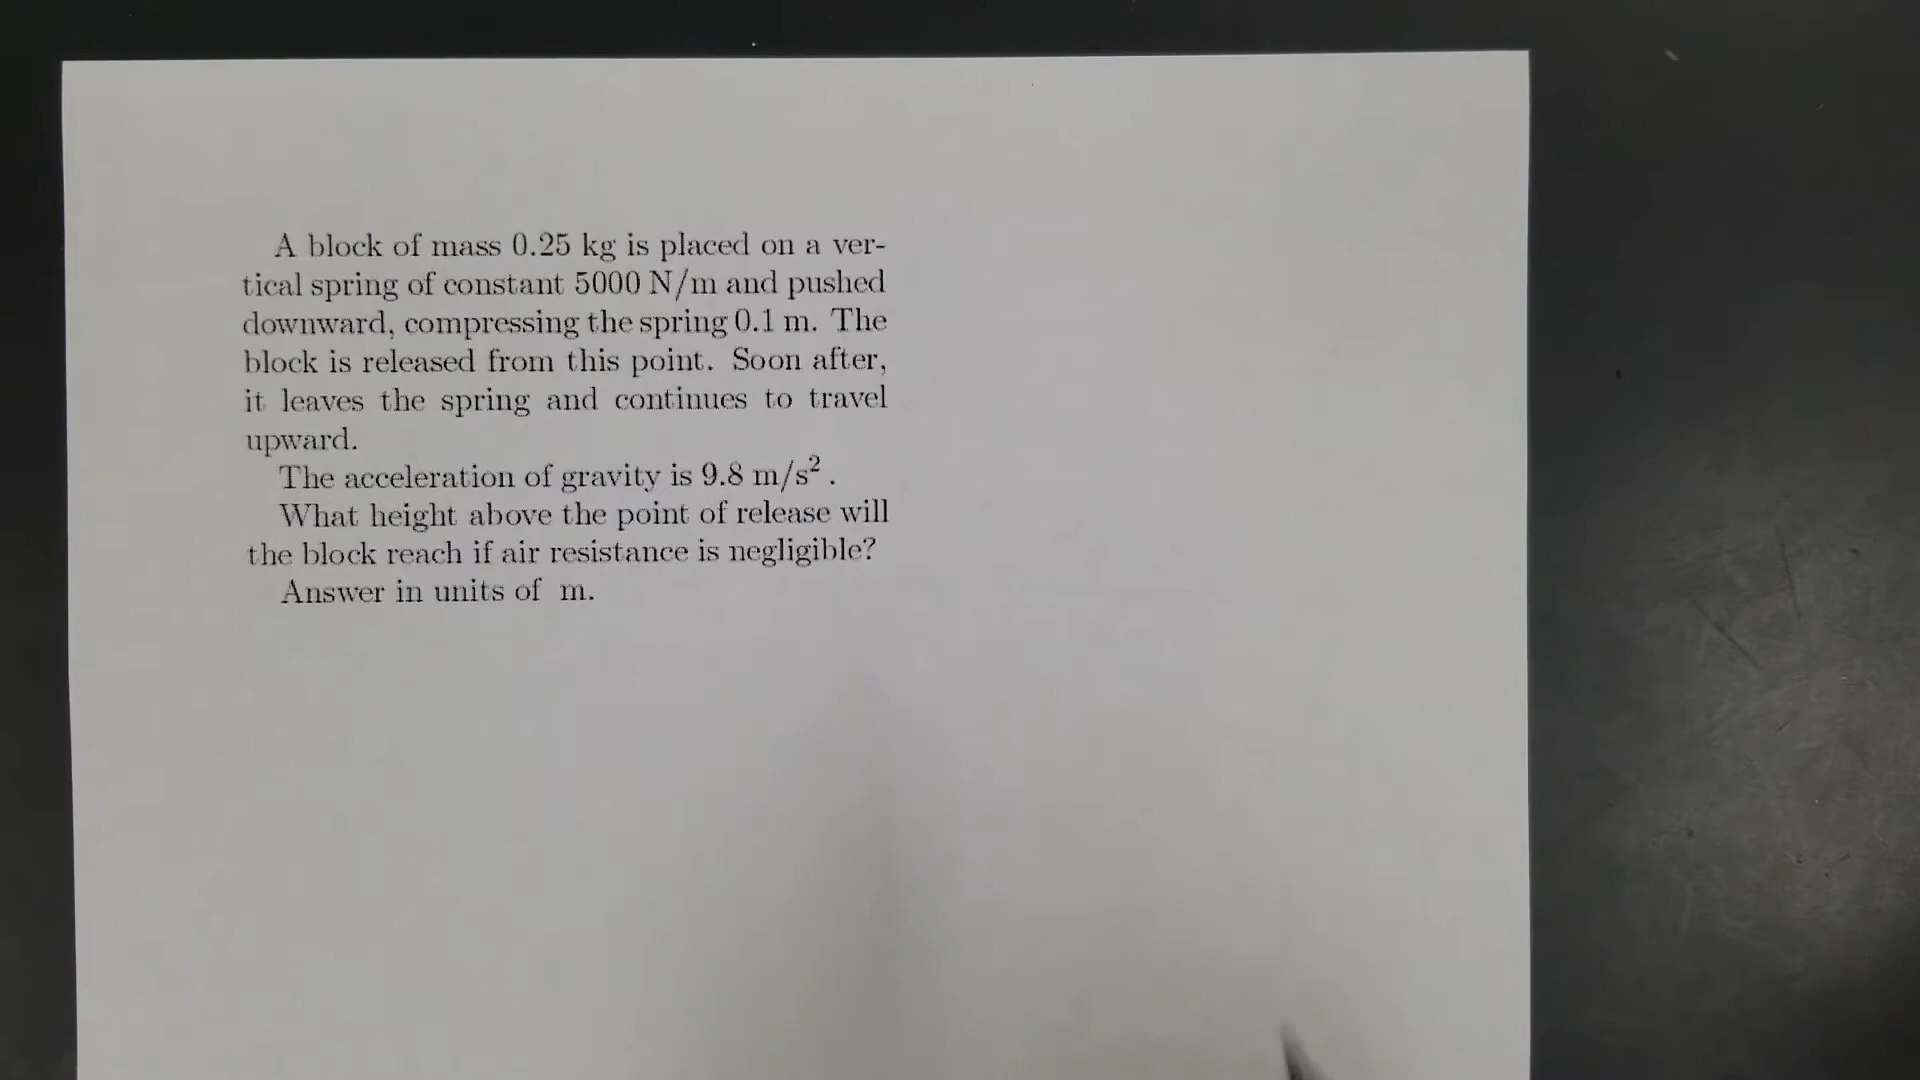 A block of mass 0.25 kg is placed on a ver-
tical spring of constant 5000 N/m and pushed
downward, compressing the spring 0.1 m. The
block is released from this point. Soon after,
it leaves the spring and continues to travel
upward.
The acceleration of gravity is 9.8 m/s² .
What height above the point of release will
the block reach if air resistance is negligible?
Answer in units of m.